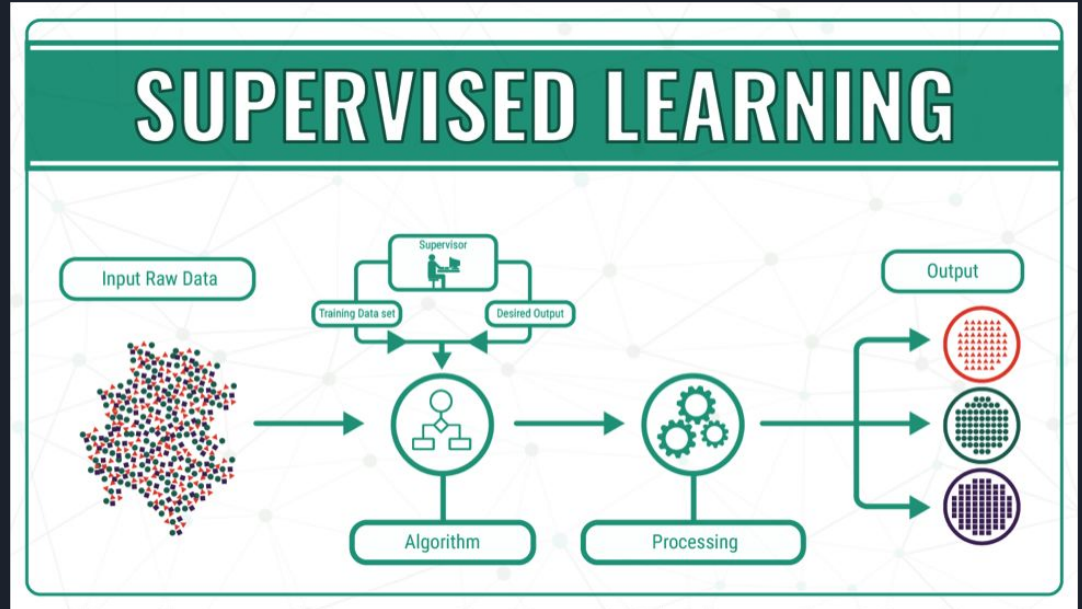 SUPERVISED LEARNING
Supervisor
Input Raw Data
Output
Training Data set
Desired Output
Algorithm
Processing